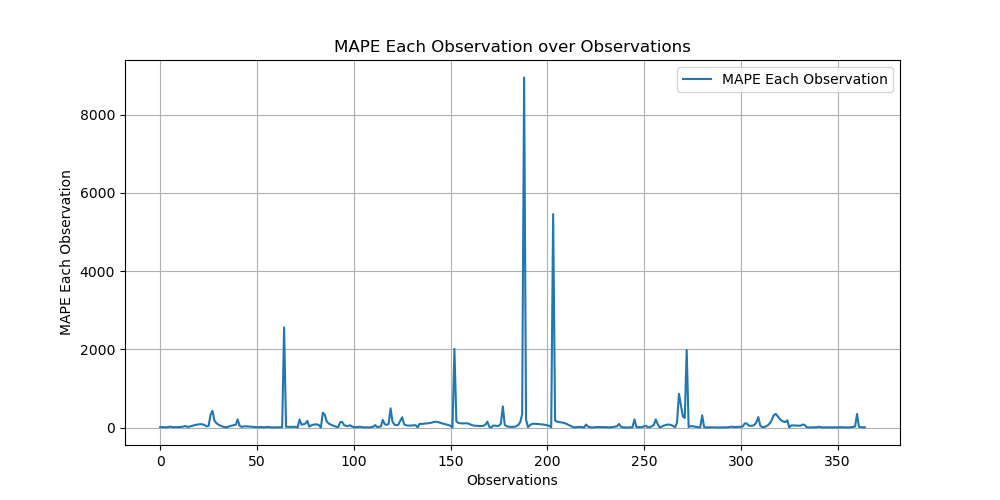 MAPE Each Observation over Observations
MAPE Each Observation
MAPE Each Observation
8000
6000
4000
2000
0
0 50 100 150 200 250 300 350
Observations